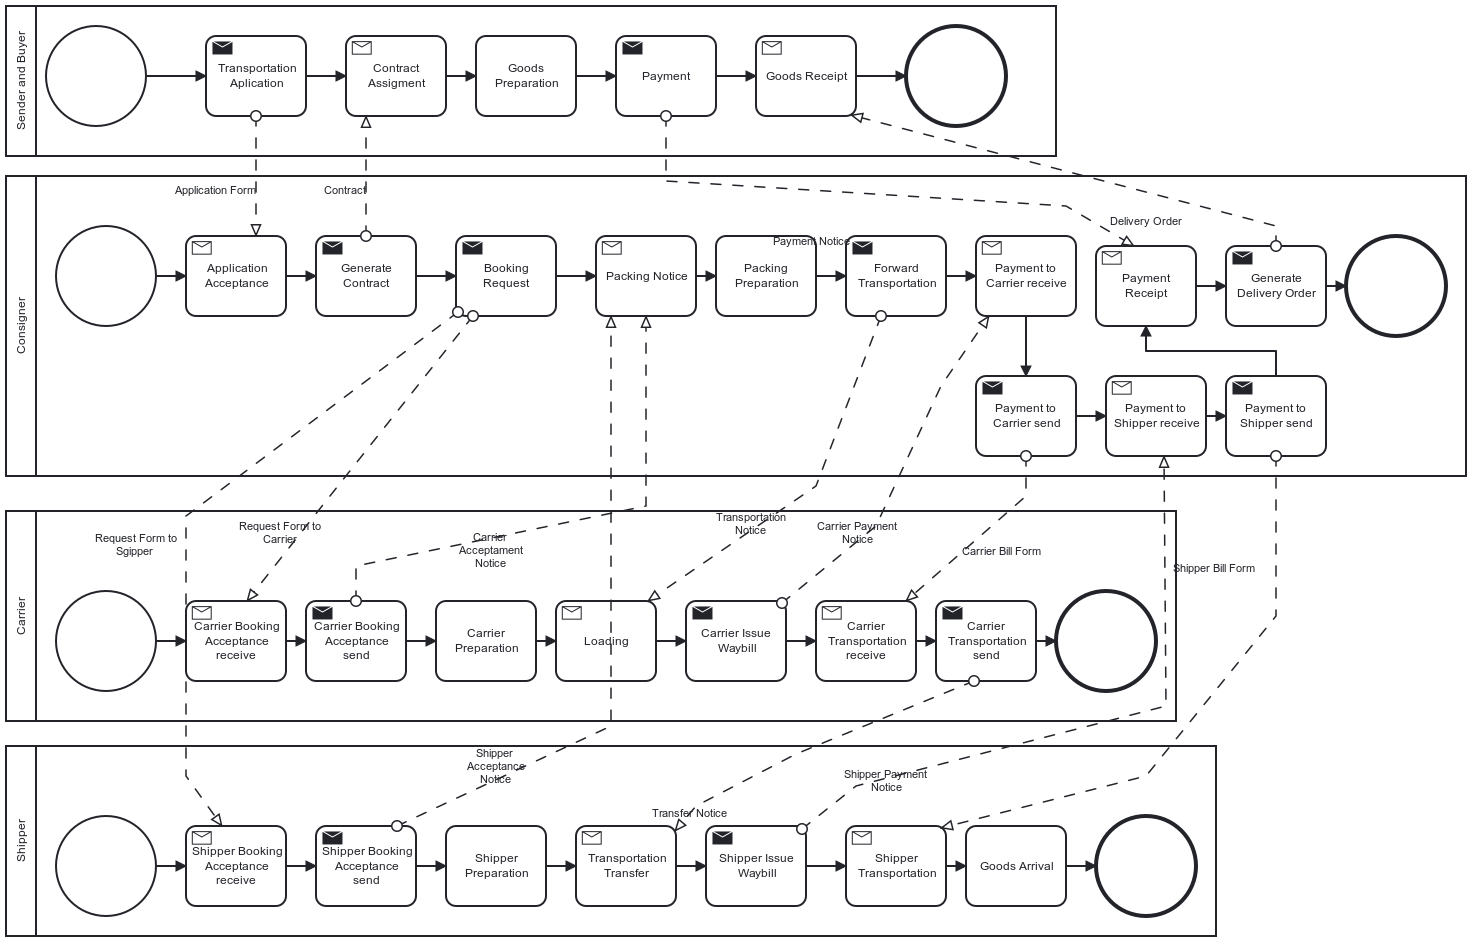 Sender and Buyer
Transportation
Aplication
Contract
Assigment
Goods
Preparation
Payment
Goods Receipt
Application Form
Contract
Delivery Order
Payment Notice
Consigner
Application
Acceptance
Generate
Contract
Booking
Request
Packing Notice
Packing
Preparation
Forward
Transportation
Payment to
Carrier receive
Payment
Receipt
Generate
Delivery Order
Payment to
Carrier send
Payment to
Shipper receive
Payment to
Shipper send
Request Form to
Sgipper
Request Form to
Carrier
Carrier
Acceptament
Notice
Transportation
Notice
Carrier Payment
Notice
Carrier Bill Form
Shipper Bill Form
Carrier
Carrier Booking
Acceptance
receive
Carrier Booking
Acceptance
send
Carrier
Preparation
Loading
Carrier Issue
Waybill
Carrier
Transportation
receive
Carrier
Transportation
send
Shipper
Acceptance
Notice
Transfer Notice
Shipper Payment
Notice
Shipper
Shipper Booking
Acceptance
receive
Shipper Booking
Acceptance
send
Shipper
Preparation
Transportation
Transfer
Shipper Issue
Waybill
Shipper
Transportation
Goods Arrival